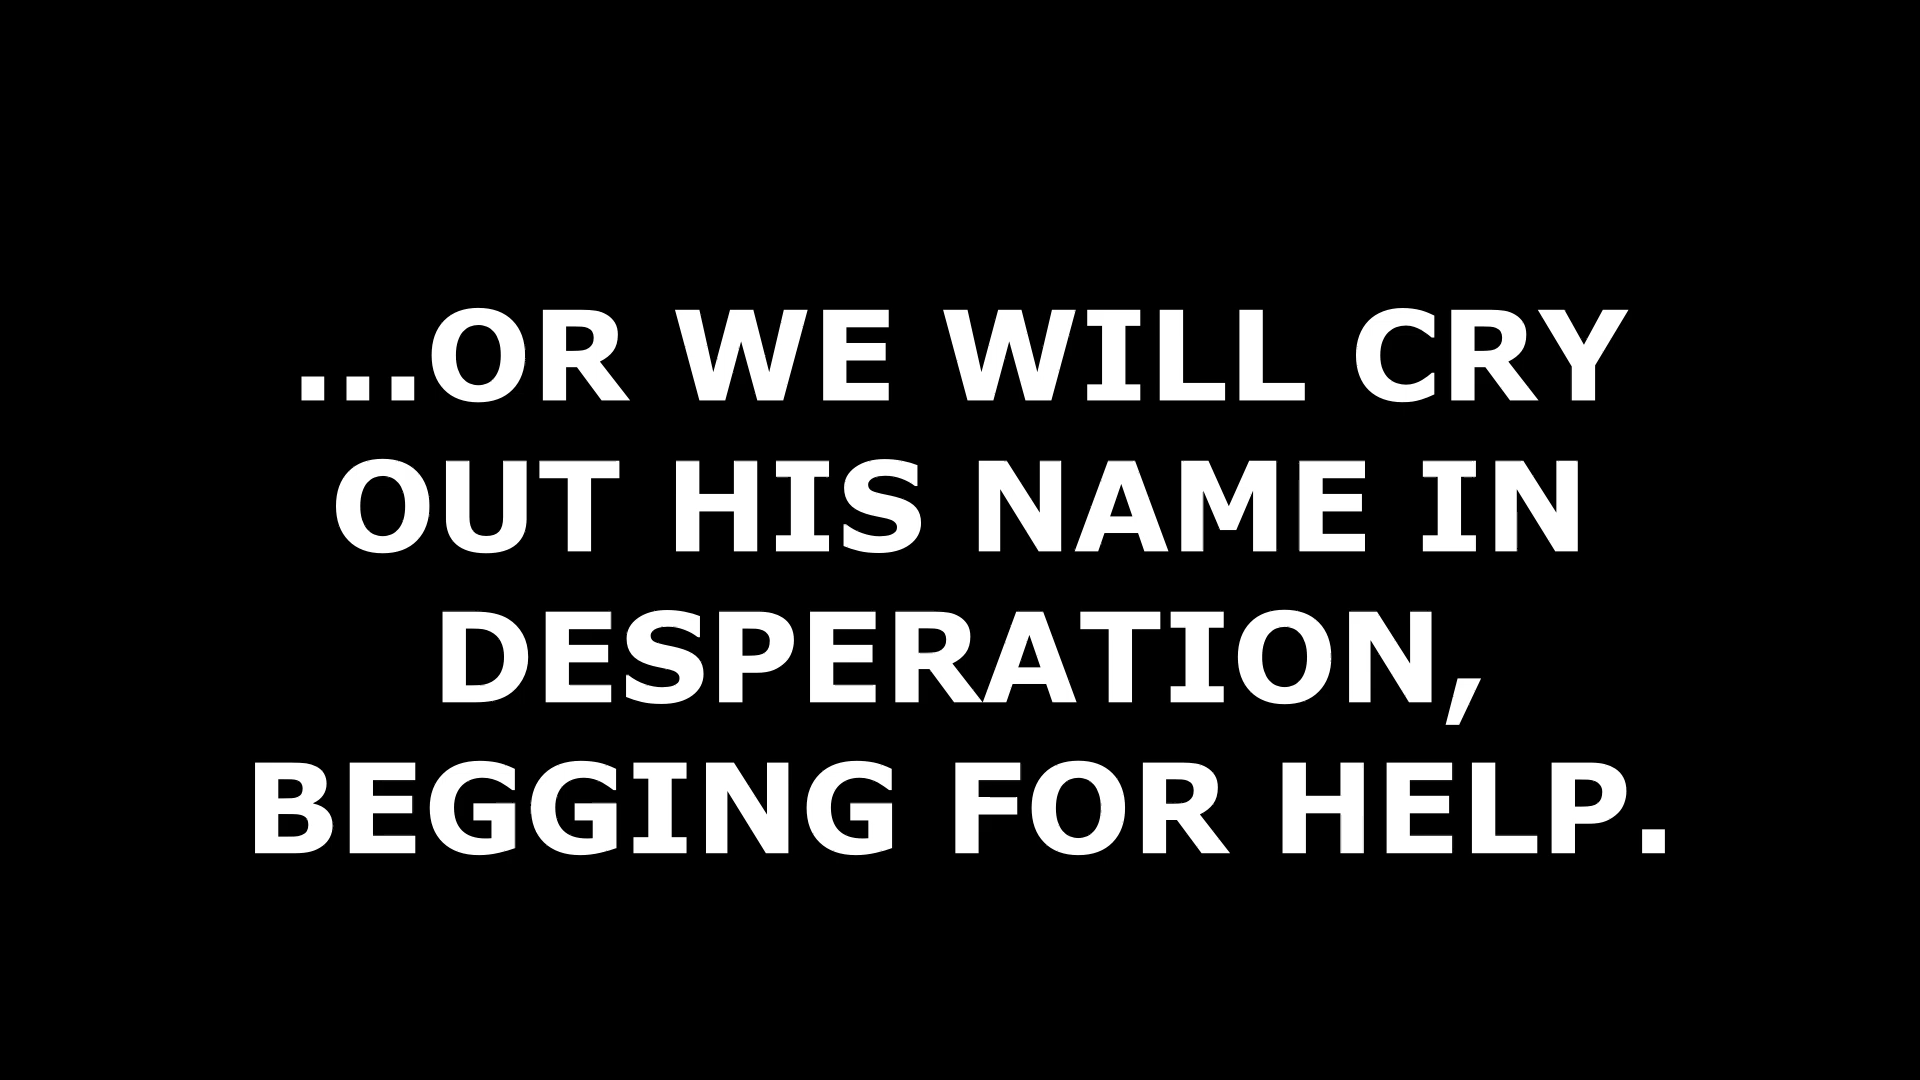 ...OR WE WILL CRY
OUT HIS NAME IN
DESPERATION,
BEGGING FOR HELP.